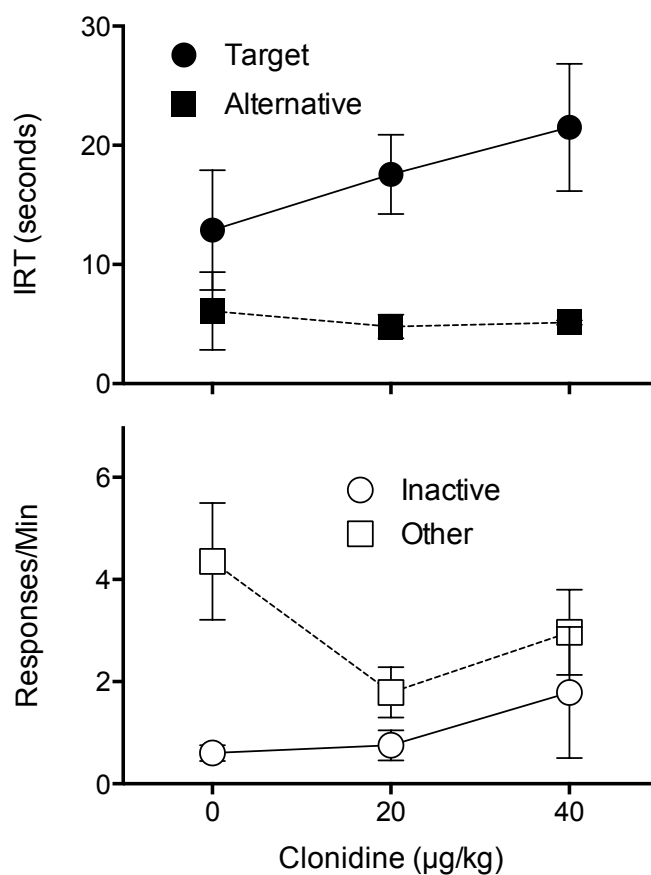 30
Target
Alternative
20
IRT (seconds)
10
0
6
Inactive
Other
4
Responses/Min
2
0
0 20 40
Clonidine (µg/kg)